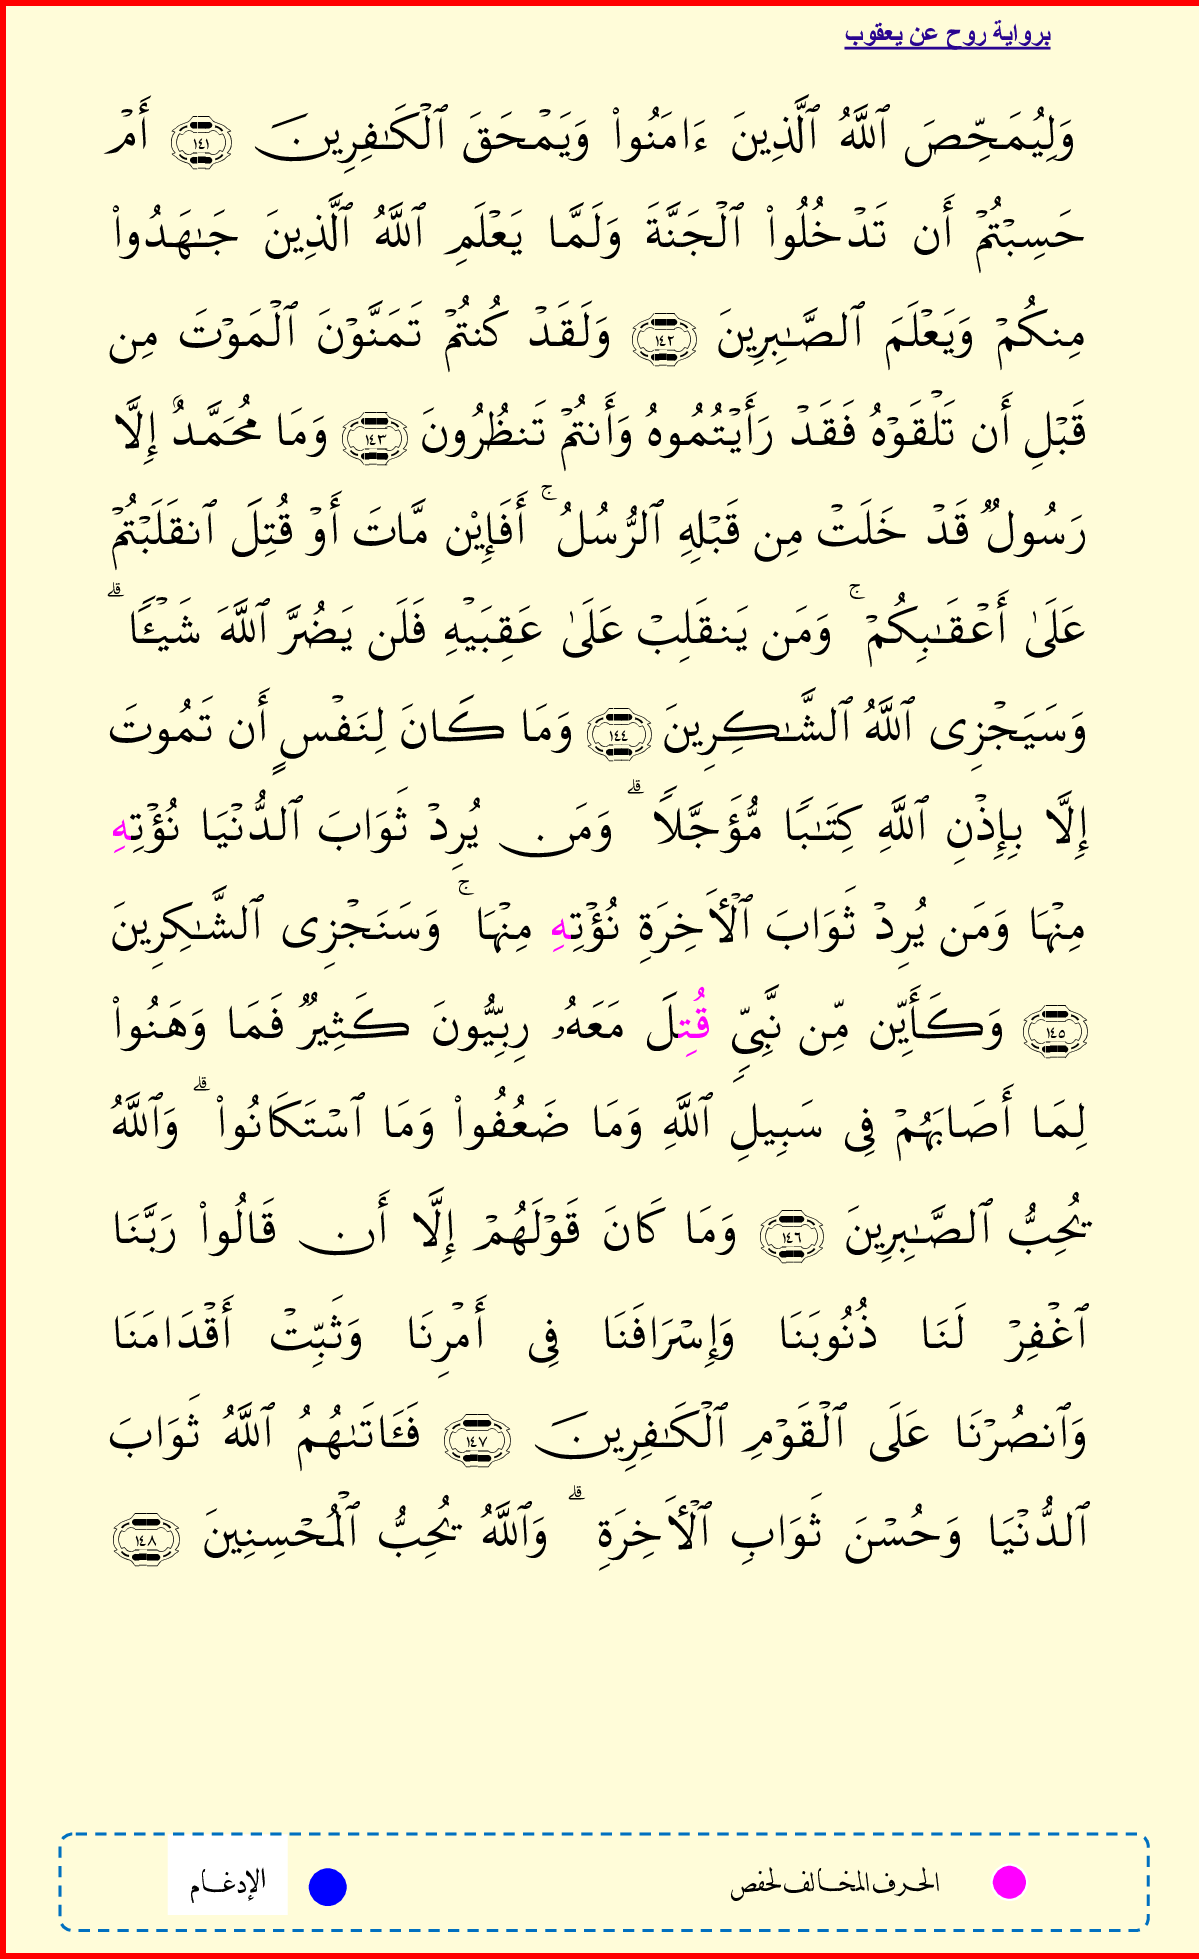 برواية روح عن يعقوب
وَلِيُمَحِّصَ ٱللَّهُ ٱلَّذِينَ ءَامَنُواْ وَيَمۡحَقَ ٱلۡكَٰفِرِينَ ١٤١ أَمۡ
حَسِبۡتُمۡ أَن تَدۡخُلُواْ ٱلۡجَنَّةَ وَلَمَّا يَعۡلَمِ ٱللَّهُ ٱلَّذِينَ جَٰهَدُواْ
مِنكُمۡ وَيَعۡلَمَ ٱلصَّٰبِرِينَ ١٤٢ وَلَقَدۡ كُنتُمۡ تَمَنَّوۡنَ ٱلۡمَوۡتَ مِن
قَبۡلِ أَن تَلۡقَوۡهُ فَقَدۡ رَأَيۡتُمُوهُ وَأَنتُمۡ تَنظُرُونَ ١٤٣ وَمَا مُحَمَّدٌ إِلَّا
رَسُولٞ قَدۡ خَلَتۡ مِن قَبۡلِهِ ٱلرُّسُلُۚ أَفَإِيْن مَّاتَ أَوۡ قُتِلَ ٱنقَلَبۡتُمۡ
عَلَىٰ أَعۡقَٰبِكُمۡۚ وَمَن يَنقَلِبۡ عَلَىٰ عَقِبَيۡهِ فَلَن يَضُرَّ ٱللَّهَ شَيۡـٔٗاۗ
وَسَيَجۡزِي ٱللَّهُ ٱلشَّٰكِرِينَ ١٤٤ وَمَا كَانَ لِنَفۡسٍ أَن تَمُوتَ
إِلَّا بِإِذۡنِ ٱللَّهِ كِتَٰبٗا مُّؤَجَّلٗاۗ وَمَن يُرِدۡ ثَوَابَ ٱلدُّنۡيَا نُؤۡتِهِ
مِنۡهَا وَمَن يُرِدۡ ثَوَابَ ٱلۡأَخِرَةِ نُؤۡتِهِ مِنۡهَاۚ وَسَنَجۡزِي ٱلشَّٰكِرِينَ
١٤٥ وَكَأَيِّن مِّن نَّبِيّٖ قُتِلَ مَعَهُۥ رِبِّيُّونَ كَثِيرٞ فَمَا وَهَنُواْ
لِمَا أَصَابَهُمۡ فِي سَبِيلِ ٱللَّهِ وَمَا ضَعُفُواْ وَمَا ٱسۡتَكَانُواْۗ وَٱللَّهُ
يُحِبُّ ٱلصَّٰبِرِينَ ١٤٦ وَمَا كَانَ قَوۡلَهُمۡ إِلَّا أَن قَالُواْ رَبَّنَا
ٱغۡفِرۡ لَنَا ذُنُوبَنَا وَإِسۡرَافَنَا فِي أَمۡرِنَا وَثَبِّتۡ أَقۡدَامَنَا
وَٱنصُرۡنَا عَلَى ٱلۡقَوۡمِ ٱلۡكَٰفِرِينَ ١٤٧ فَـَٔاتَىٰهُمُ ٱللَّهُ ثَوَابَ
ٱلدُّنۡيَا وَحُسۡنَ ثَوَابِ ٱلۡأَخِرَةِۗ وَٱللَّهُ يُحِبُّ ٱلۡمُحۡسِنِينَ ١٤٨
الحرف المخالف لحفص
الإدغام